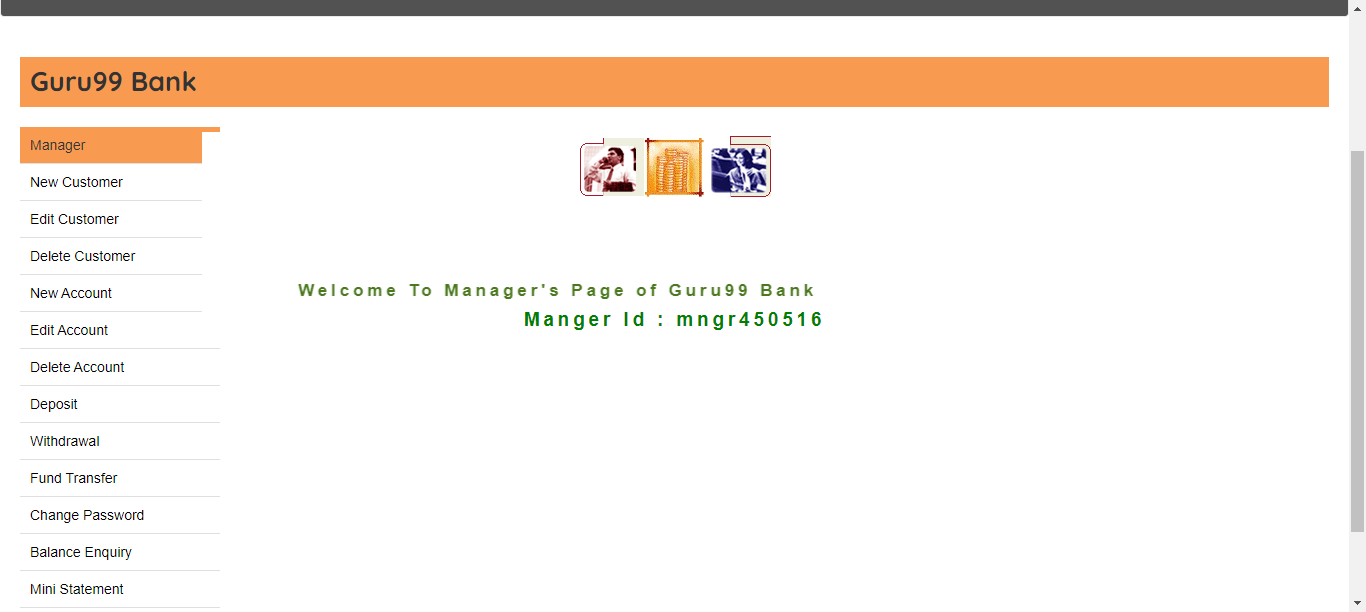 Guru99 Bank
Manager
New Customer
Edit Customer
Delete Customer
New Account
Edit Account
Delete Account
Deposit
Withdrawal
Fund Transfer
Change Password
Balance Enquiry
Mini Statement
Welcome To Manager's Page of Guru99 Bank
Manger Id : mngr450516